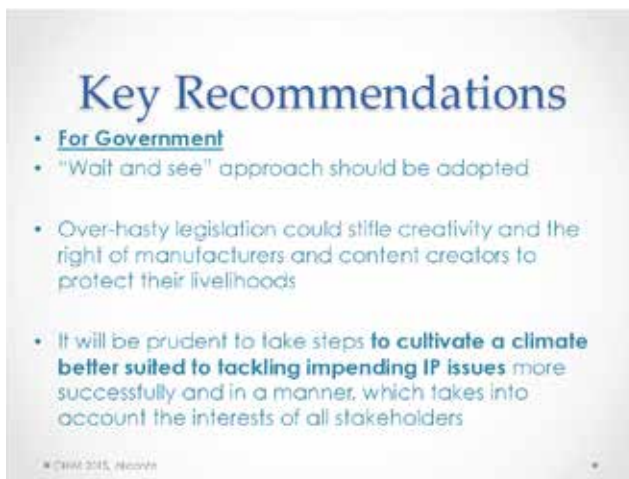 Key Recommendations
• For Government
• "Wait and see" approach should be adopted
• Over-hasty legislation could stifle creativity and the
right of manufacturers and content creators to
protect their livelihoods
• It will be prudent to take steps to cultivate a climate
better suited to tackling impending IP issues more
successfully and in a manner, which takes into
account the interests of all stakeholders
2015,